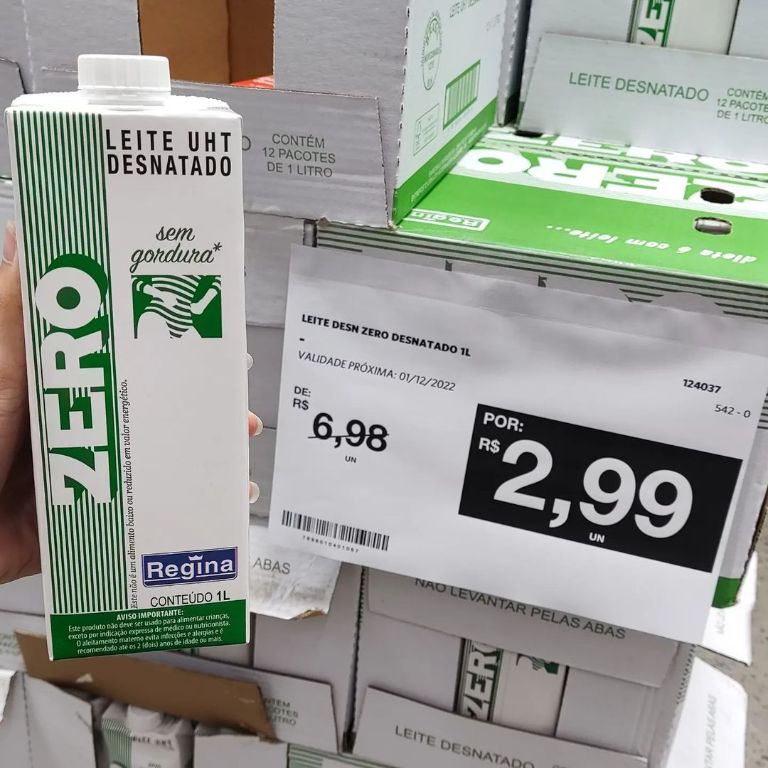 LEITE UHT
DESNATADO
sem
gordura*
ZERO
Este não é um alimento baixo ou reduzido em valor energético.
Regina
CONTEÚDO 1L
AVISO IMPORTANTE:
Este produto não deve ser usado para alimentar crianças,
exceto por indicação expressa de médico ou nutricionista.
O aleitamento materno evita infecções e alergias e é
recomendado até os 2 (dois) anos de idade ou mais.
CONTÉM
12 PACOTES
DE 1 LITRO
LEITE DESNATADO
CONTÉM
12 PACOTE
DE 1 LITRO
ZERO
Regina
dieta é com leite...
LEITE DESN ZERO DESNATADO 1L
-
VALIDADE PRÓXIMA: 01/12/2022
124037
542 - 0
DE:
R$
6,98
UN
POR:
R$
2,99
UN
ABAS
NÃO LEVANTAR PELAS ABAS
ZER
LEITE DESNATADO
LEITE UHT